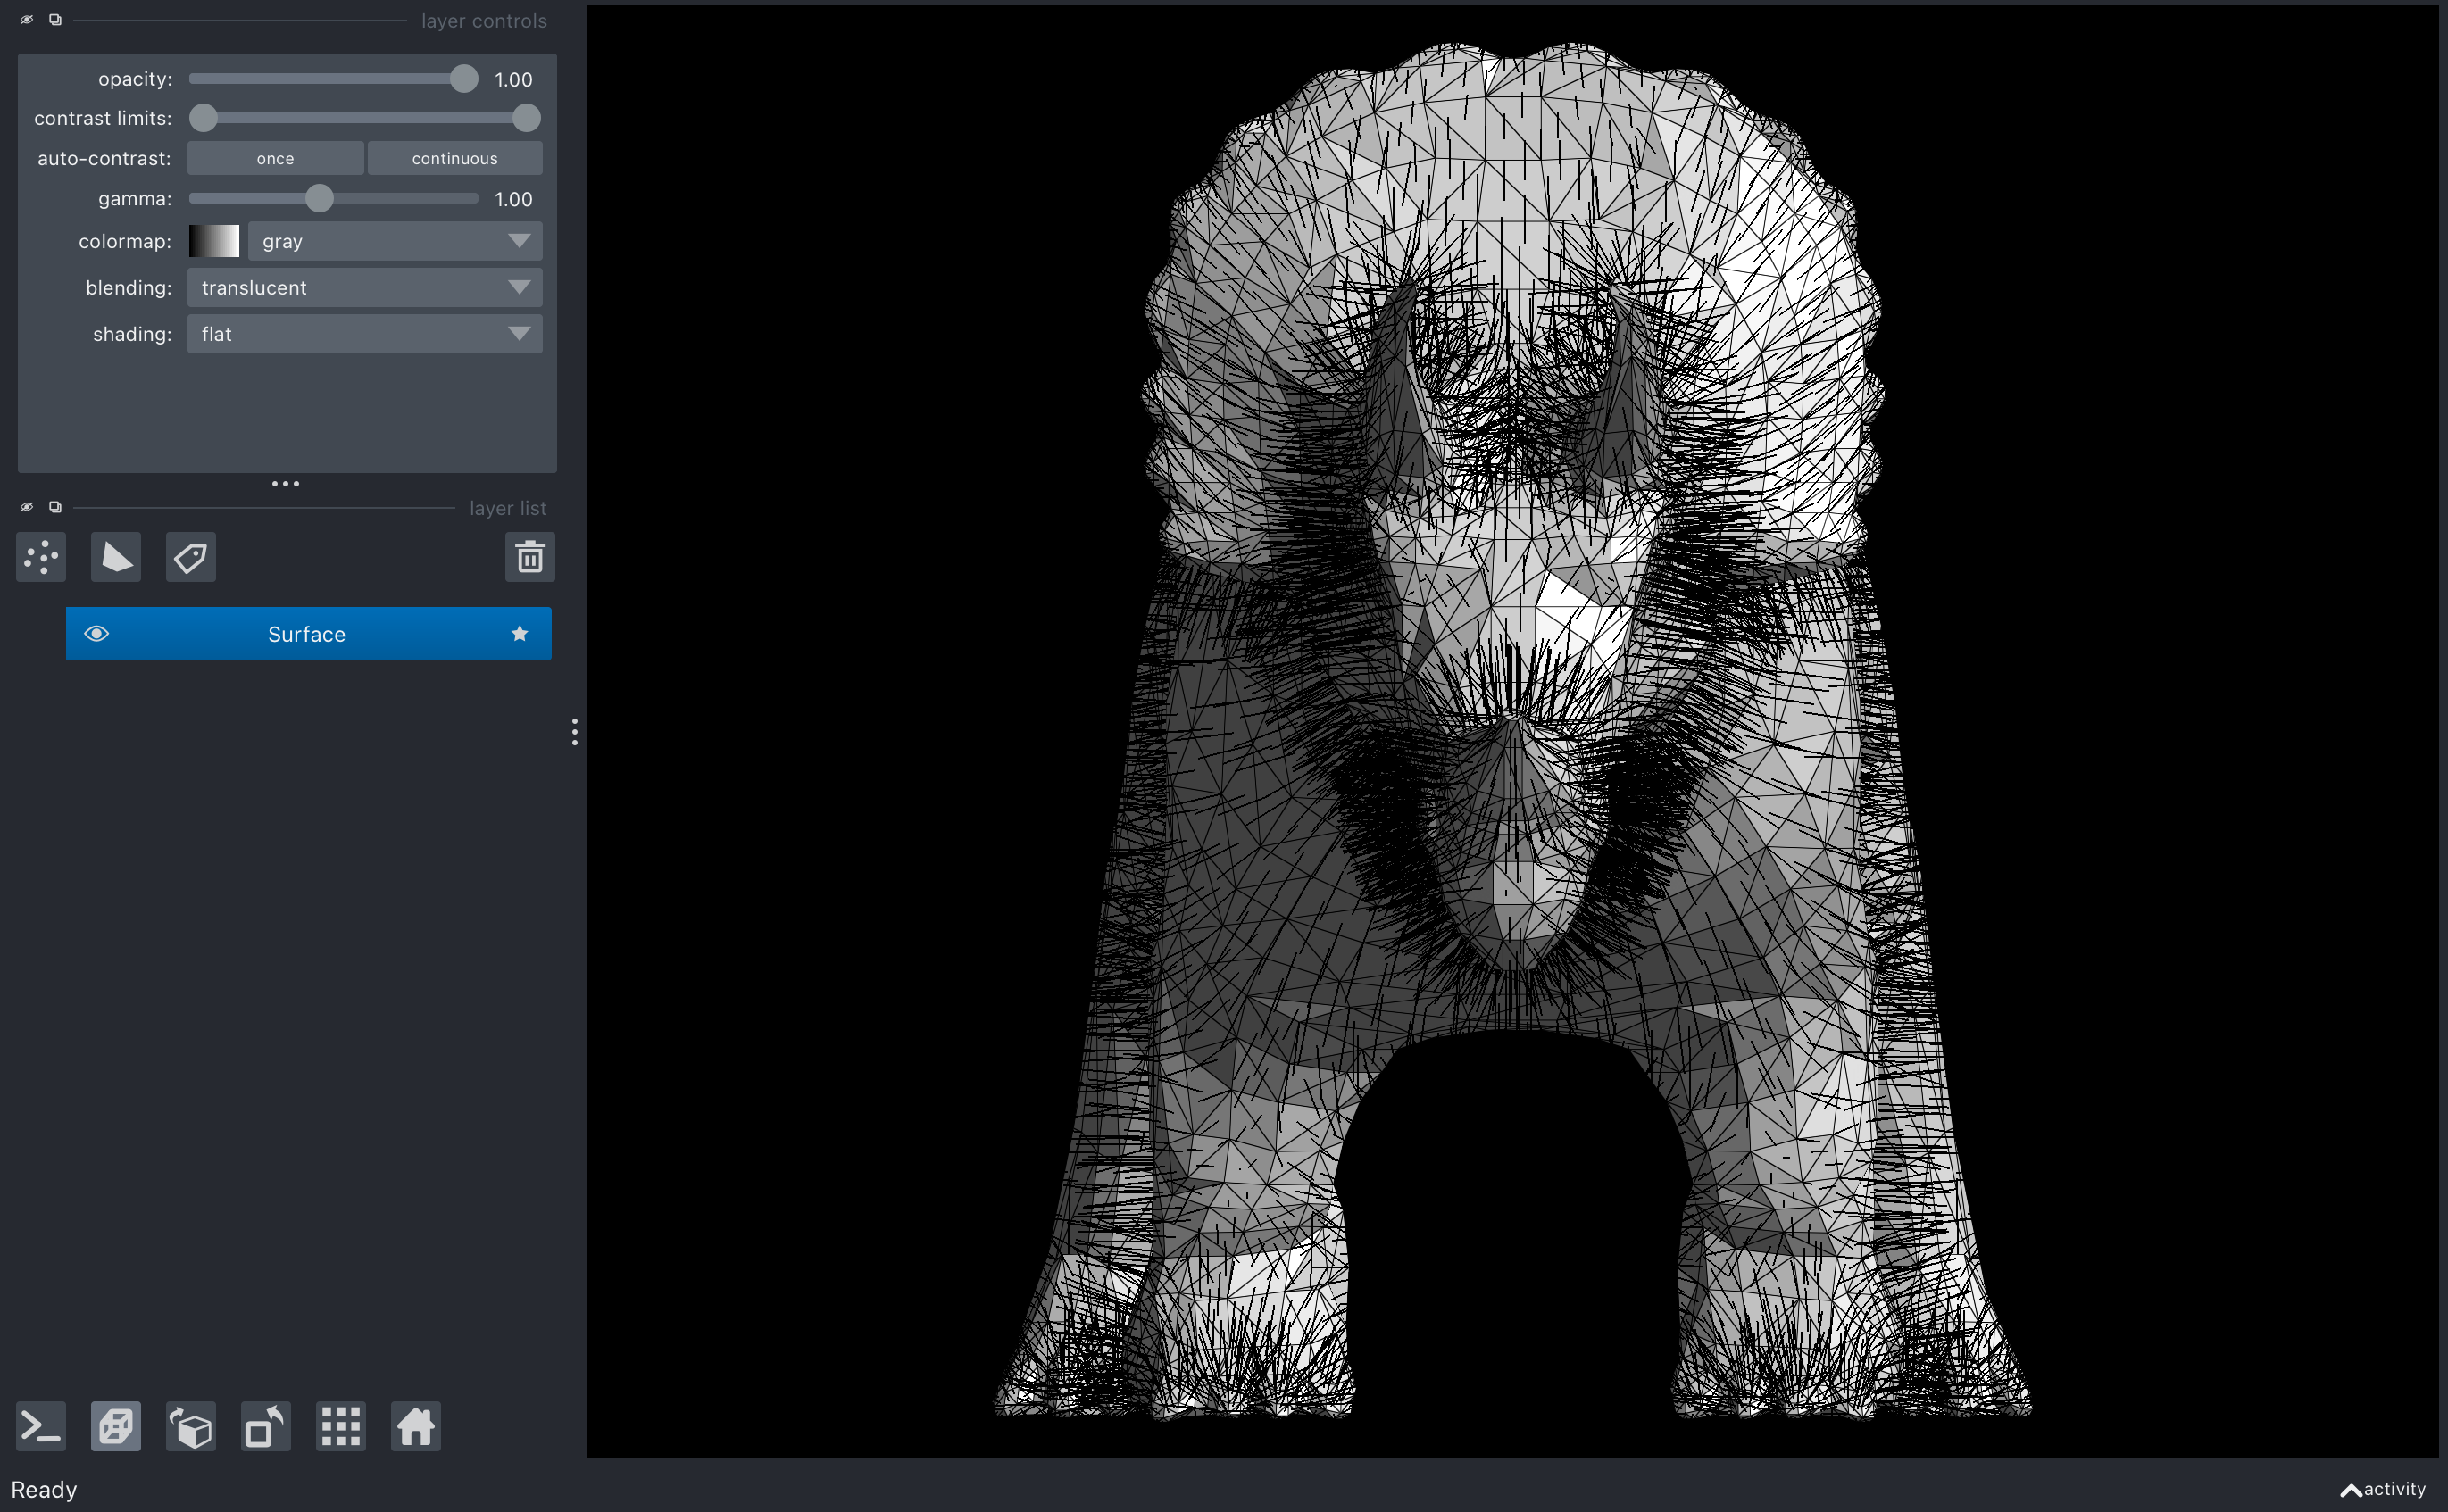 layer controls
opacity: 1.00
contrast limits:
auto-contrast: once continuous
gamma: 1.00
colormap: gray
blending: translucent
shading: flat
layer list
Surface
Ready
activity